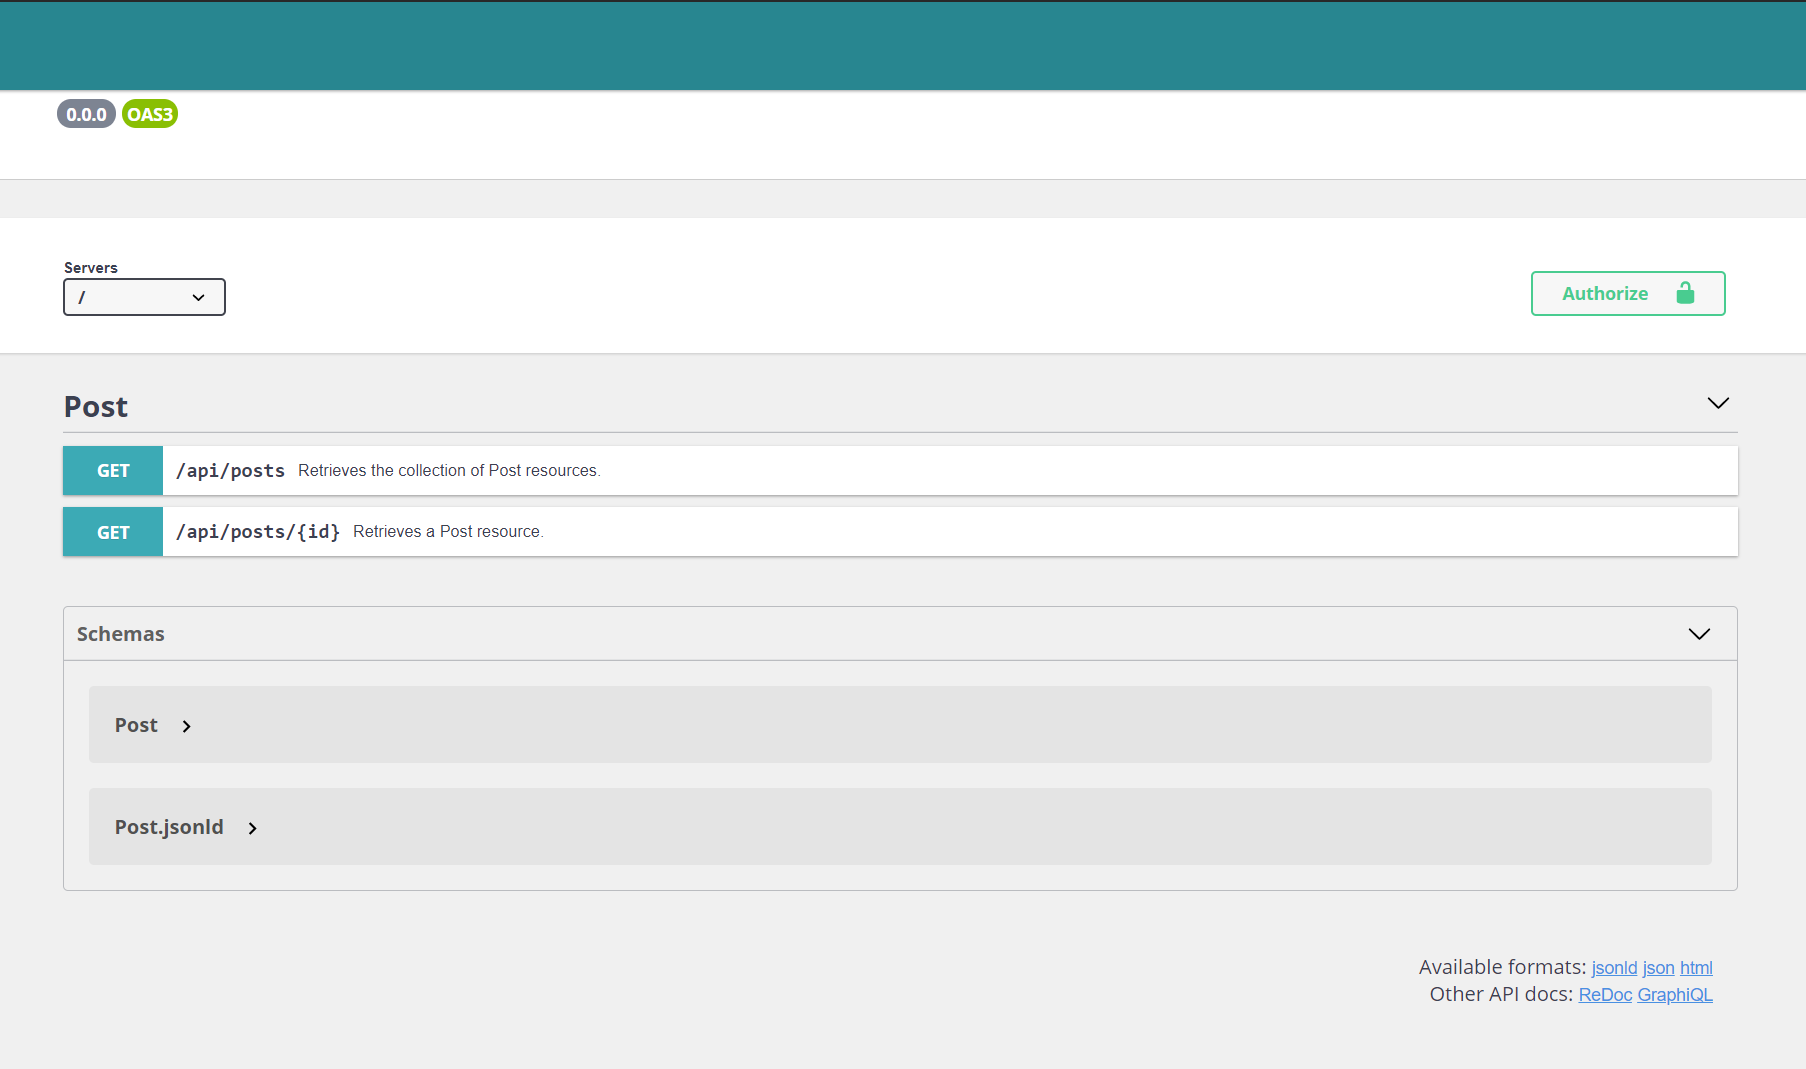 0.0.0 OAS3
Servers
/
Authorize
Post
GET /api/posts Retrieves the collection of Post resources.
GET /api/posts/{id} Retrieves a Post resource.
Schemas
Post
Post.jsonld
Available formats: jsonld json html
Other API docs: ReDoc GraphiQL